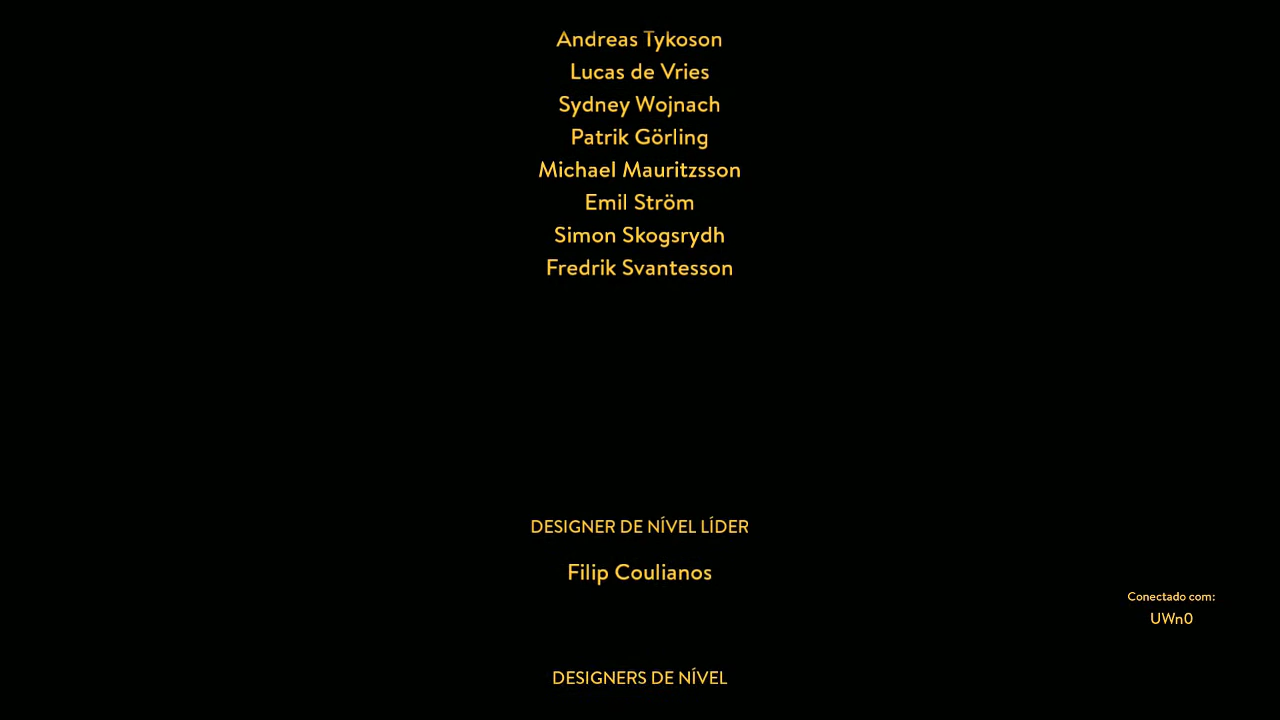 Andreas Tykoson
Lucas de Vries
Sydney Wojnach
Patrik Görling
Michael Mauritzsson
Emil Ström
Simon Skogsrydh
Fredrik Svantesson
DESIGNER DE NÍVEL LÍDER
Filip Coulianos
Conectado com:
UWn0
DESIGNERS DE NÍVEL